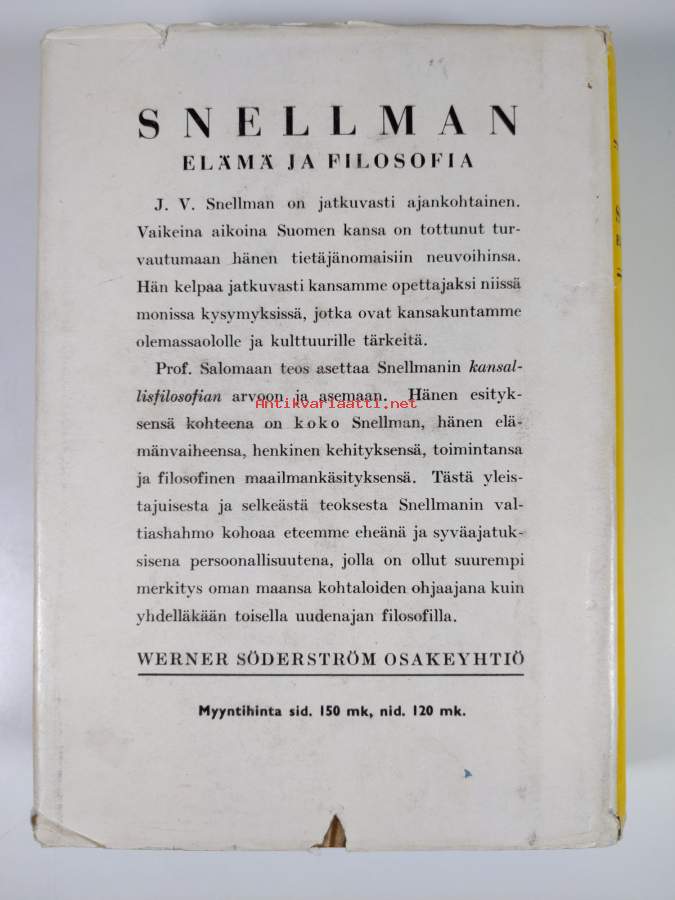 SNELLMAN
ELÄMÄ JA FILOSOFIA
J. V. Snellman on jatkuvasti ajankohtainen.
Vaikeina aikoina Suomen kansa on tottunut tur-
vautumaan hänen tietäjänomaisiin neuvoihinsa.
Hän kelpaa jatkuvasti kansamme opettajaksi niissä
monissa kysymyksissä, jotka ovat kansakuntamme
olemassaololle ja kulttuurille tärkeitä.
Prof. Salomaan teos asettaa Snellmanin kansal-
lisfilosofian arvoon ja asemaan. Hänen esityk-
Antikvariaatti.net
sensä kohteena on koko Snellman, hänen elä-
mänvaiheensa, henkinen kehityksensä, toimintansa
ja filosofinen maailmankäsityksensä. Tästä yleis-
tajuisesta ja selkeästä teoksesta Snellmanin val-
tiashahmo kohoaa eteemme eheänä ja syväajatuk-
sisena persoonallisuutena, jolla on ollut suurempi
merkitys oman maansa kohtaloiden ohjaajana kuin
yhdelläkään toisella uudenajan filosofilla.
WERNER SÖDERSTRÖM OSAKEYHTIÖ
Myyntihinta sid. 150 mk, nid. 120 mk.